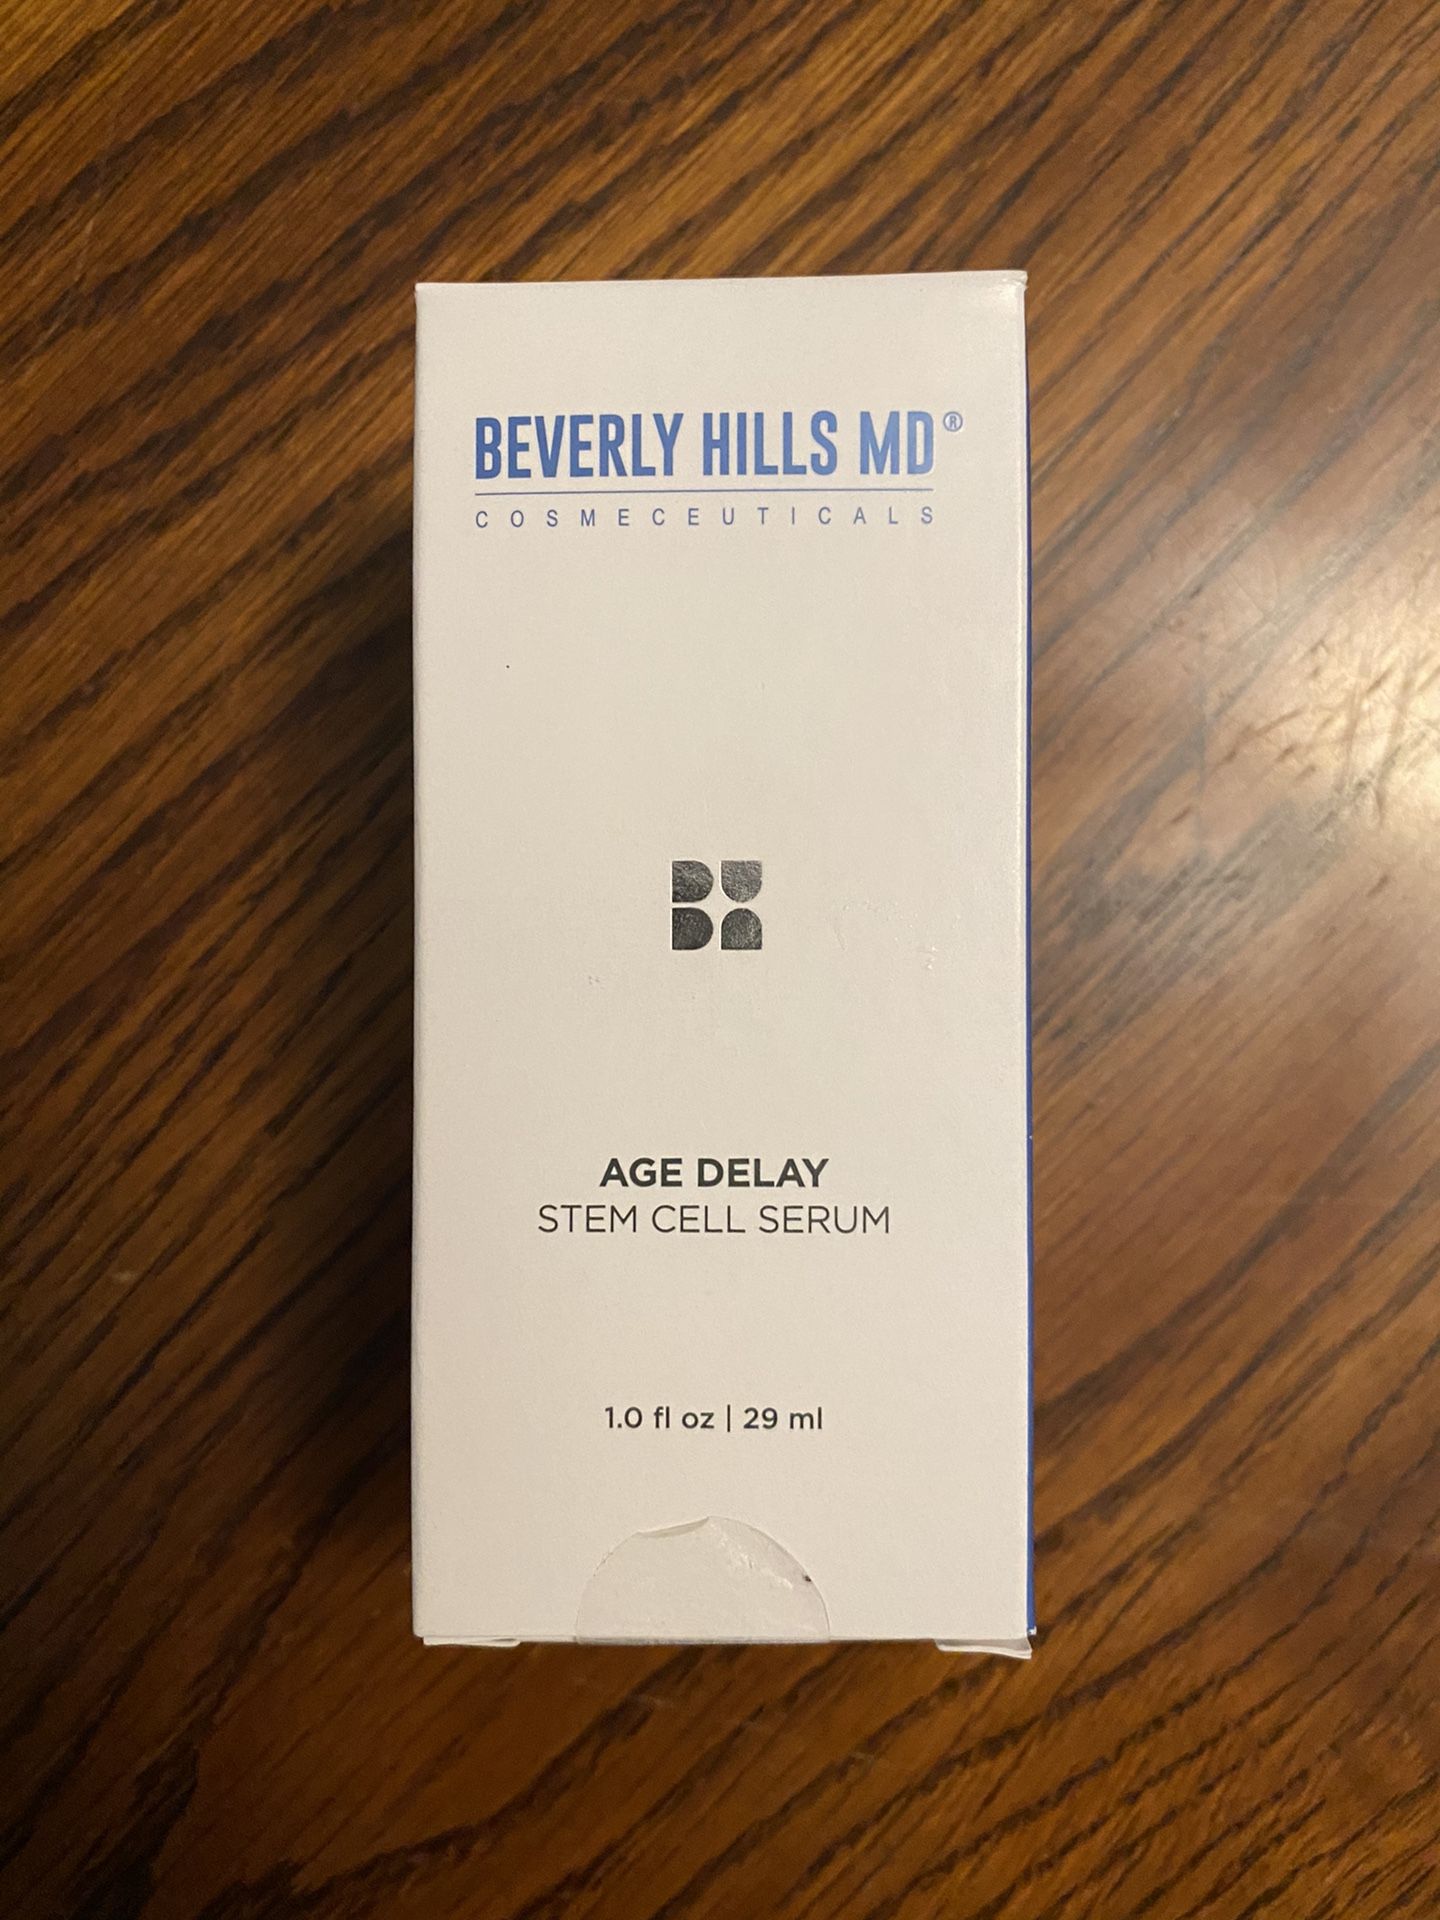 BEVERLY HILLS MD®
COSMECEUTICALS
AGE DELAY
STEM CELL SERUM
1.0 fl oz | 29 ml